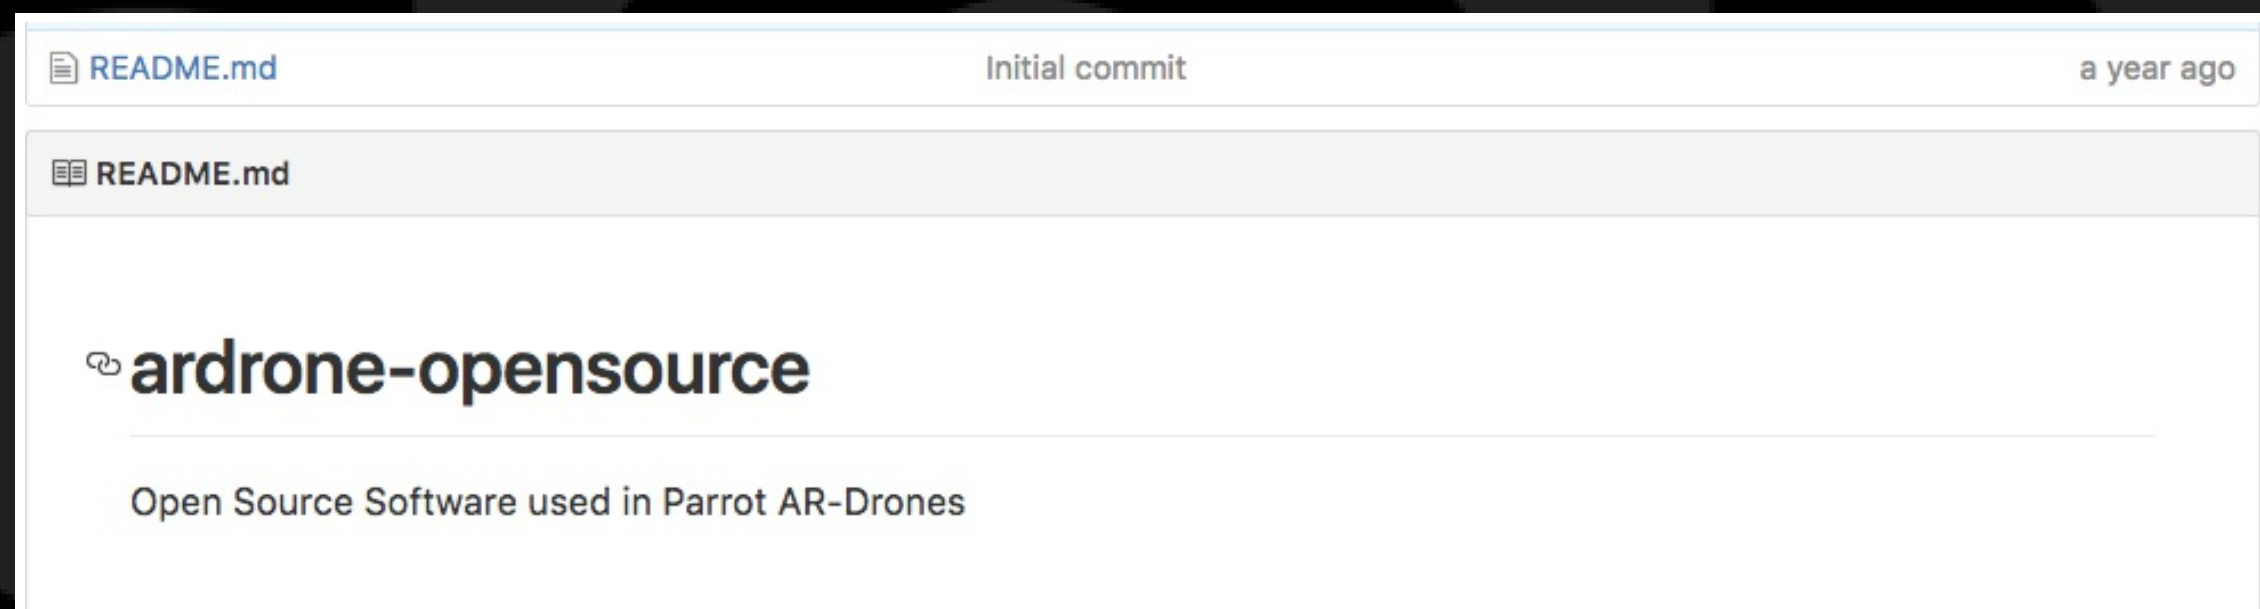 README.md Initial commit a year ago
README.md
ardrone-opensource
Open Source Software used in Parrot AR-Drones